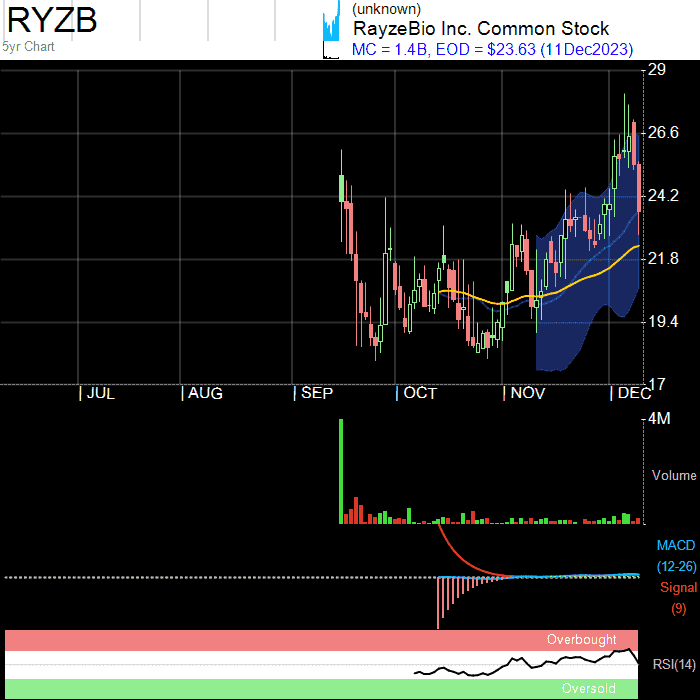 RYZB
5yr Chart
(unknown)
RayzeBio Inc. Common Stock
MC = 1.4B, EOD = $23.63 (11Dec2023)
29
26.6
24.2
21.8
19.4
17
| JUL | AUG | SEP | OCT | NOV | DEC
4M
Volume
MACD
(12-26)
Signal
(9)
Overbought
RSI(14)
Oversold